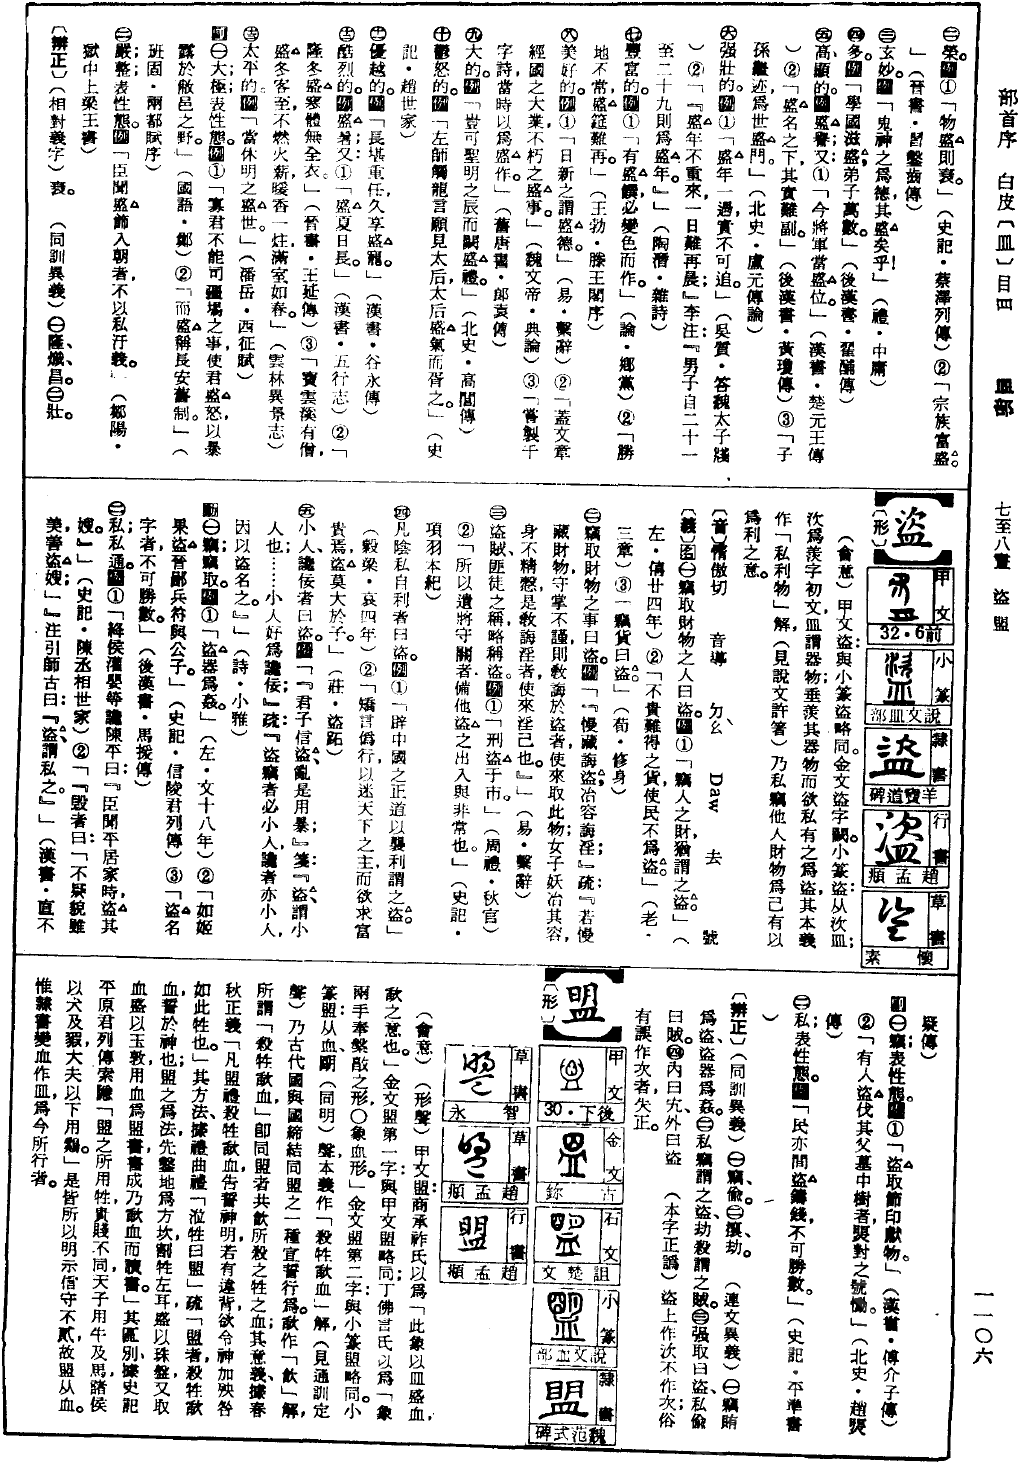 部首序　白皮〔皿〕目四　皿部　七至八畫　盜盟　一一〇六
㊁榮。例①「物盛則衰。」（史記・蔡澤列傳）②「宗族富盛。
」（晉書・習鑿齒傳）
㊂玄妙。例「鬼神之爲德其盛矣乎！」（禮・中庸）
㊃多。例「學國滋盛，弟子萬數。」（後漢書・翟酺傳）
㊄高顯的。例盛譽又①「今將軍當盛位。」（漢書・楚元王傳
）②「盛名之下，其實難副。」（後漢書・黃瓊傳）③「子
孫繼迹爲世盛門。」（北史・盧元傳論）
㊅强壯的。例①「盛年一過，實不可追。」（吳質・答魏太子牋
）②「『盛年不重來，一日難再晨』李注『男子自二十一
至二十九則爲盛年』」（陶潛・雜詩）
㊆豐富的。例①「有盛饌必變色而作。」（論・鄉黨）②「勝
地不常，盛筵難再。」（王勃・滕王閣序）
㊇美好的。例①「日新之謂盛德。」（易・繫辭）②「蓋文章
經國之大業，不朽之盛事。」（魏文帝・典論）③「嘗製千
字詩，當時以爲盛作。」（舊唐書・郎袁傳）
㊈大的。例「豈可聖明之辰而闕盛禮。」（北史・高閭傳）
㊉鬱怒的。例「左師觸龍言願見太后，太后盛氣而胥之。」（史
記・趙世家）
優越的。例「長堪重任，久享盛寵。」（漢書・谷永傳）
酷烈的。例盛暑又①「盛夏日長。」（漢書・五行志）②「
隆冬盛寒，體無全衣。」（晉書・王延傳）③「寶雲溪有僧，
盛冬客至不燃火，薪暖香一炷，滿室如春。」（雲林異景志）
太平的。例「當休明之盛世。」（潘岳・西征賦）
副㊀大極，表性態。例①「寡君不能司疆埸之事，使君盛怒，以暴
露於敝邑之野。」（國語・鄭）②「而盛稱長安舊制。」（
班固・兩都賦序）
㊁嚴整，表性態。例「臣聞盛飾入朝者，不以私汙義。」（鄒陽・
獄中上梁王書）
〔辨正〕（相對義字）衰。（同訓異義）㊀隆、熾、昌。㊁壯。
【盜】
〔形〕
甲文　32・6前
小篆　說文皿部
隸書　羊竇道碑
行書　趙孟頫
草書　懷素
（會意）甲文盜：與小篆盜略同。金文盜字闕。小篆盜：从㳄皿；
㳄爲羨字初文，皿謂器物，垂羨其器物而欲私有之爲盜，其本義
作「私利物」解（見說文許箸）乃私竊他人財物爲己有以
爲利之意。
〔音〕惰傲切　音導　ㄉㄠˋ　Daw　去　號
〔義〕名㊀竊取財物之人曰盜。例①「竊人之財，猶謂之盜。」（
左・傳廿四年）②「不貴難得之貨，使民不爲盜。」（老・
三章）③「竊貨曰盜。」（荀・修身）
㊁竊取財物之事曰盜。例「『慢藏誨盜，冶容誨淫』疏『若慢
藏財物，守掌不謹，則教誨於盜者使來取此物；女子妖冶其容，
身不精慤，是教誨淫者使來淫己也。』」（易・繫辭）
㊂盜賊，匪徒之稱，略稱盜。例①「刑盜于市。」（周禮・秋官）
②「所以遣將守關者，備他盜之出入與非常也。」（史記・
項羽本紀）
㊃凡陰私自利者曰盜。例①「辟中國之正道以襲利，謂之盜。」
（穀梁・哀四年）②「矯言僞行以迷天下之主，而欲求富
貴焉，盜莫大於子。」（莊・盜跖）
㊄小人、讒佞者曰盜。例「『君子信盜，亂是用暴』箋『盜，謂小
人也……小人好爲讒佞；』疏『盜竊者必小人，讒者亦小人，
因以盜名之』」（詩・小雅）
動㊀竊，竊取。例①「盜器爲姦。」（左・文十八年）②「如姬
果盜晉鄙兵符與公子。」（史記・信陵君列傳）③「盜名
字者不可勝數。」（後漢書・馬援傳）
㊁私；私通。例①「絳侯灌嬰等讒陳平曰：『臣聞平居家時盜其
嫂』」（史記・陳丞相世家）②「『毀者曰：「不疑貌雖
美，善盜嫂」』注引師古曰『盜，謂私之。』」（漢書・直不
疑傳）
副㊀竊，表性態。例①「盜取節印獻物。」（漢書・傅介子傳）
②「有人盜伐其父墓中樹者，煚對之號慟。」（北史・趙煚
傳）
㊁私，表性態。例「民亦間盜鑄錢，不可勝數。」（史記・平準書
）
〔辨正〕（同訓異義）㊀竊、偸。㊁攘、劫。（連文異義）㊀竊賄
爲盜，盜器爲姦。㊁私竊謂之盜，劫殺謂之賊。㊂强取曰盜，私偸
曰賊。㊃內曰宄，外曰盜（本字正譌）盜上作㳄不作次，俗
有誤作次者，失正。
【盟】
〔形〕
甲文　30・下後
金文　古鉨
石文　詛楚文
小篆　說文血部
隸書　魏范式碑
草書　智永
草書　趙孟頫
行書　趙孟頫
（會意）（形聲）甲文盟：商承祚氏以爲「此象以皿盛血，
歃之意也。」金文盟第一字與甲文盟略同；丁佛言氏以爲「象
兩手奉槃歃之形，〇象血形。」金文盟第二字與小篆盟略同。小
篆盟从血，朙（同明）聲，本義作「殺牲歃血」解（見通訓定
聲）乃古代國與國締結同盟之一種宣誓行爲。歃作「飮」解，
所謂「殺牲歃血」，即同盟者共飮所殺之牲之血；其意義，據春
秋正義「凡盟禮，殺牲歃血，告誓神明，若有違背，欲令神加殃咎，
如此牲也。」其方法，據禮曲禮「涖牲曰盟」疏「盟者殺牲歃
血，誓於神也。盟之爲法，先鑿地爲方坎，割牲左耳，盛以珠盤，又取
血，盛以玉敦，用血爲盟書，書成，乃歃血而讀書。」其區別，據史記
平原君列傳索隱「盟之所用牲，貴賤不同，天子用牛及馬，諸侯
以犬及豭，大夫以下用鷄。」是皆所以明示信守不貳，故盟从血。
惟隸書變血作皿，爲今所行者。